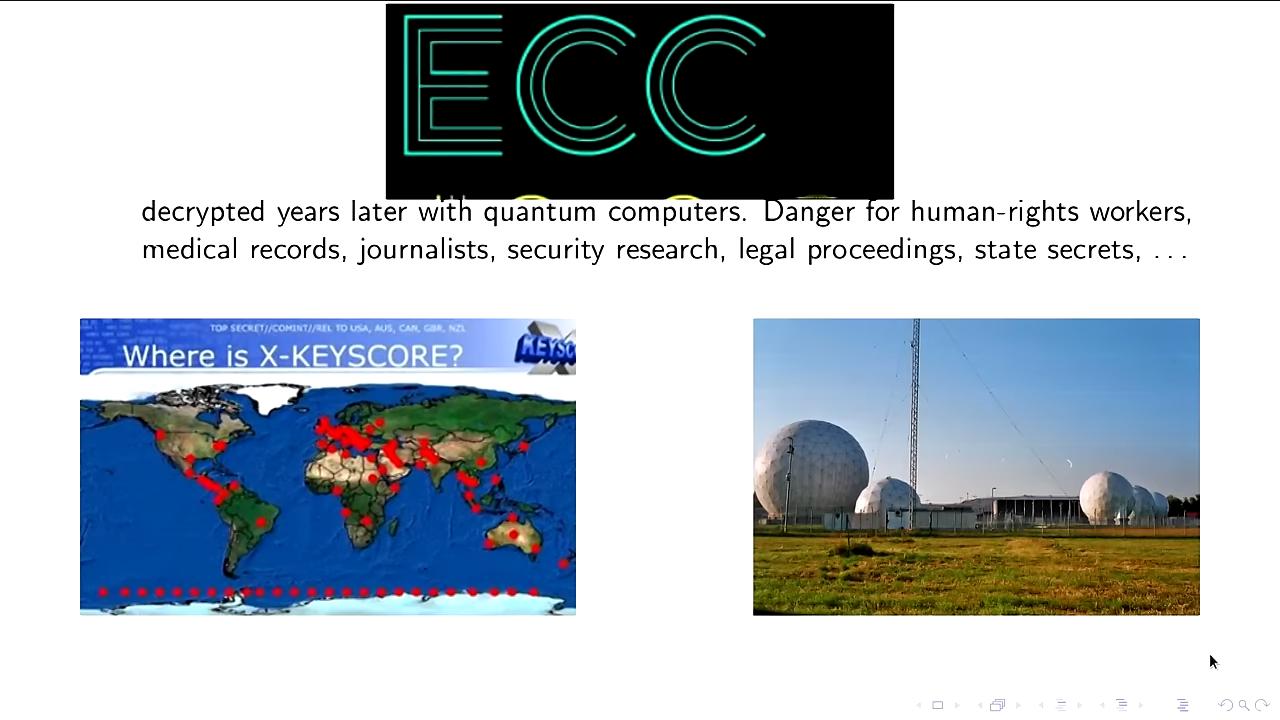 ECC
decrypted years later with quantum computers. Danger for human-rights workers,
medical records, journalists, security research, legal proceedings, state secrets, . . .
TOP SECRET//COMINT//REL TO USA, AUS, CAN, GBR, NZL
Where is X-KEYSCORE?